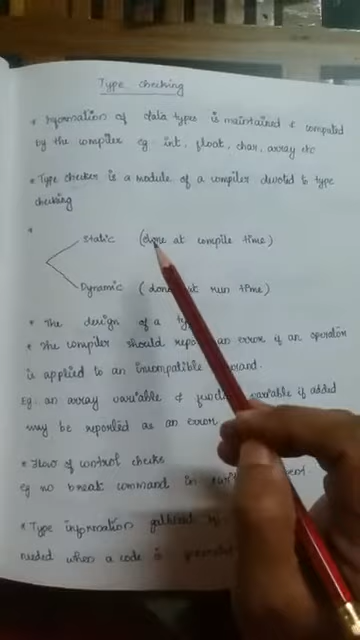 Type checking
* Information of data types is maintained & computed
by the compiler eg. int, float, char, array etc
* Type checker is a module of a compiler devoted to type
checking
*
Static (done at compile time)
Dynamic (done at run time)
* The design of a ty
* The compiler should report an error if an operator
is applied to an incompatible
Eg: an array variable & variable if added
may be reported as an error
* Flow of control checks
eg no break command in
* Type information
needed when a code is